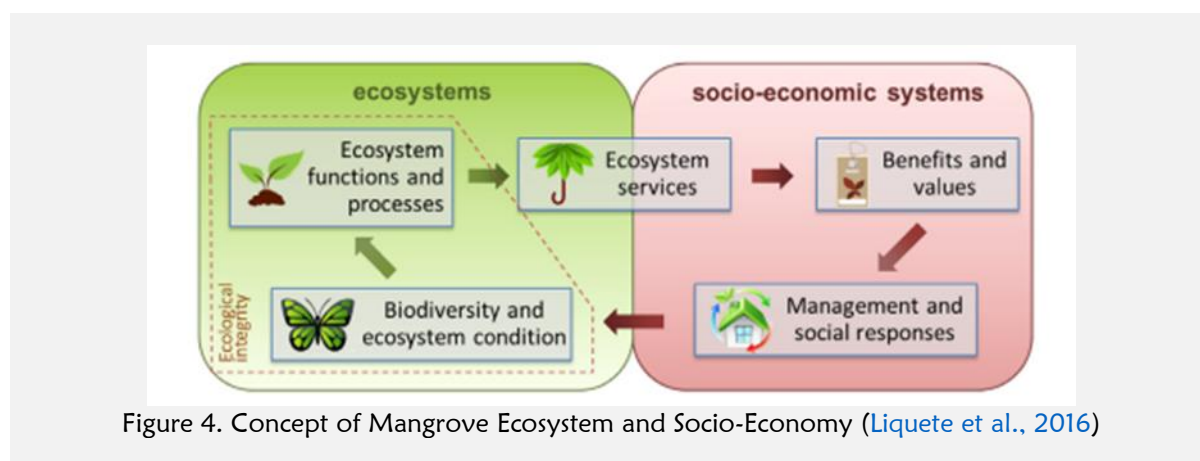 ecosystems
socio-economic systems
Ecosystem
functions and
processes
Ecosystem
services
Benefits and
values
Ecological
integrity
Biodiversity and
ecosystem condition
Management and
social responses
Figure 4. Concept of Mangrove Ecosystem and Socio-Economy (Liquete et al., 2016)